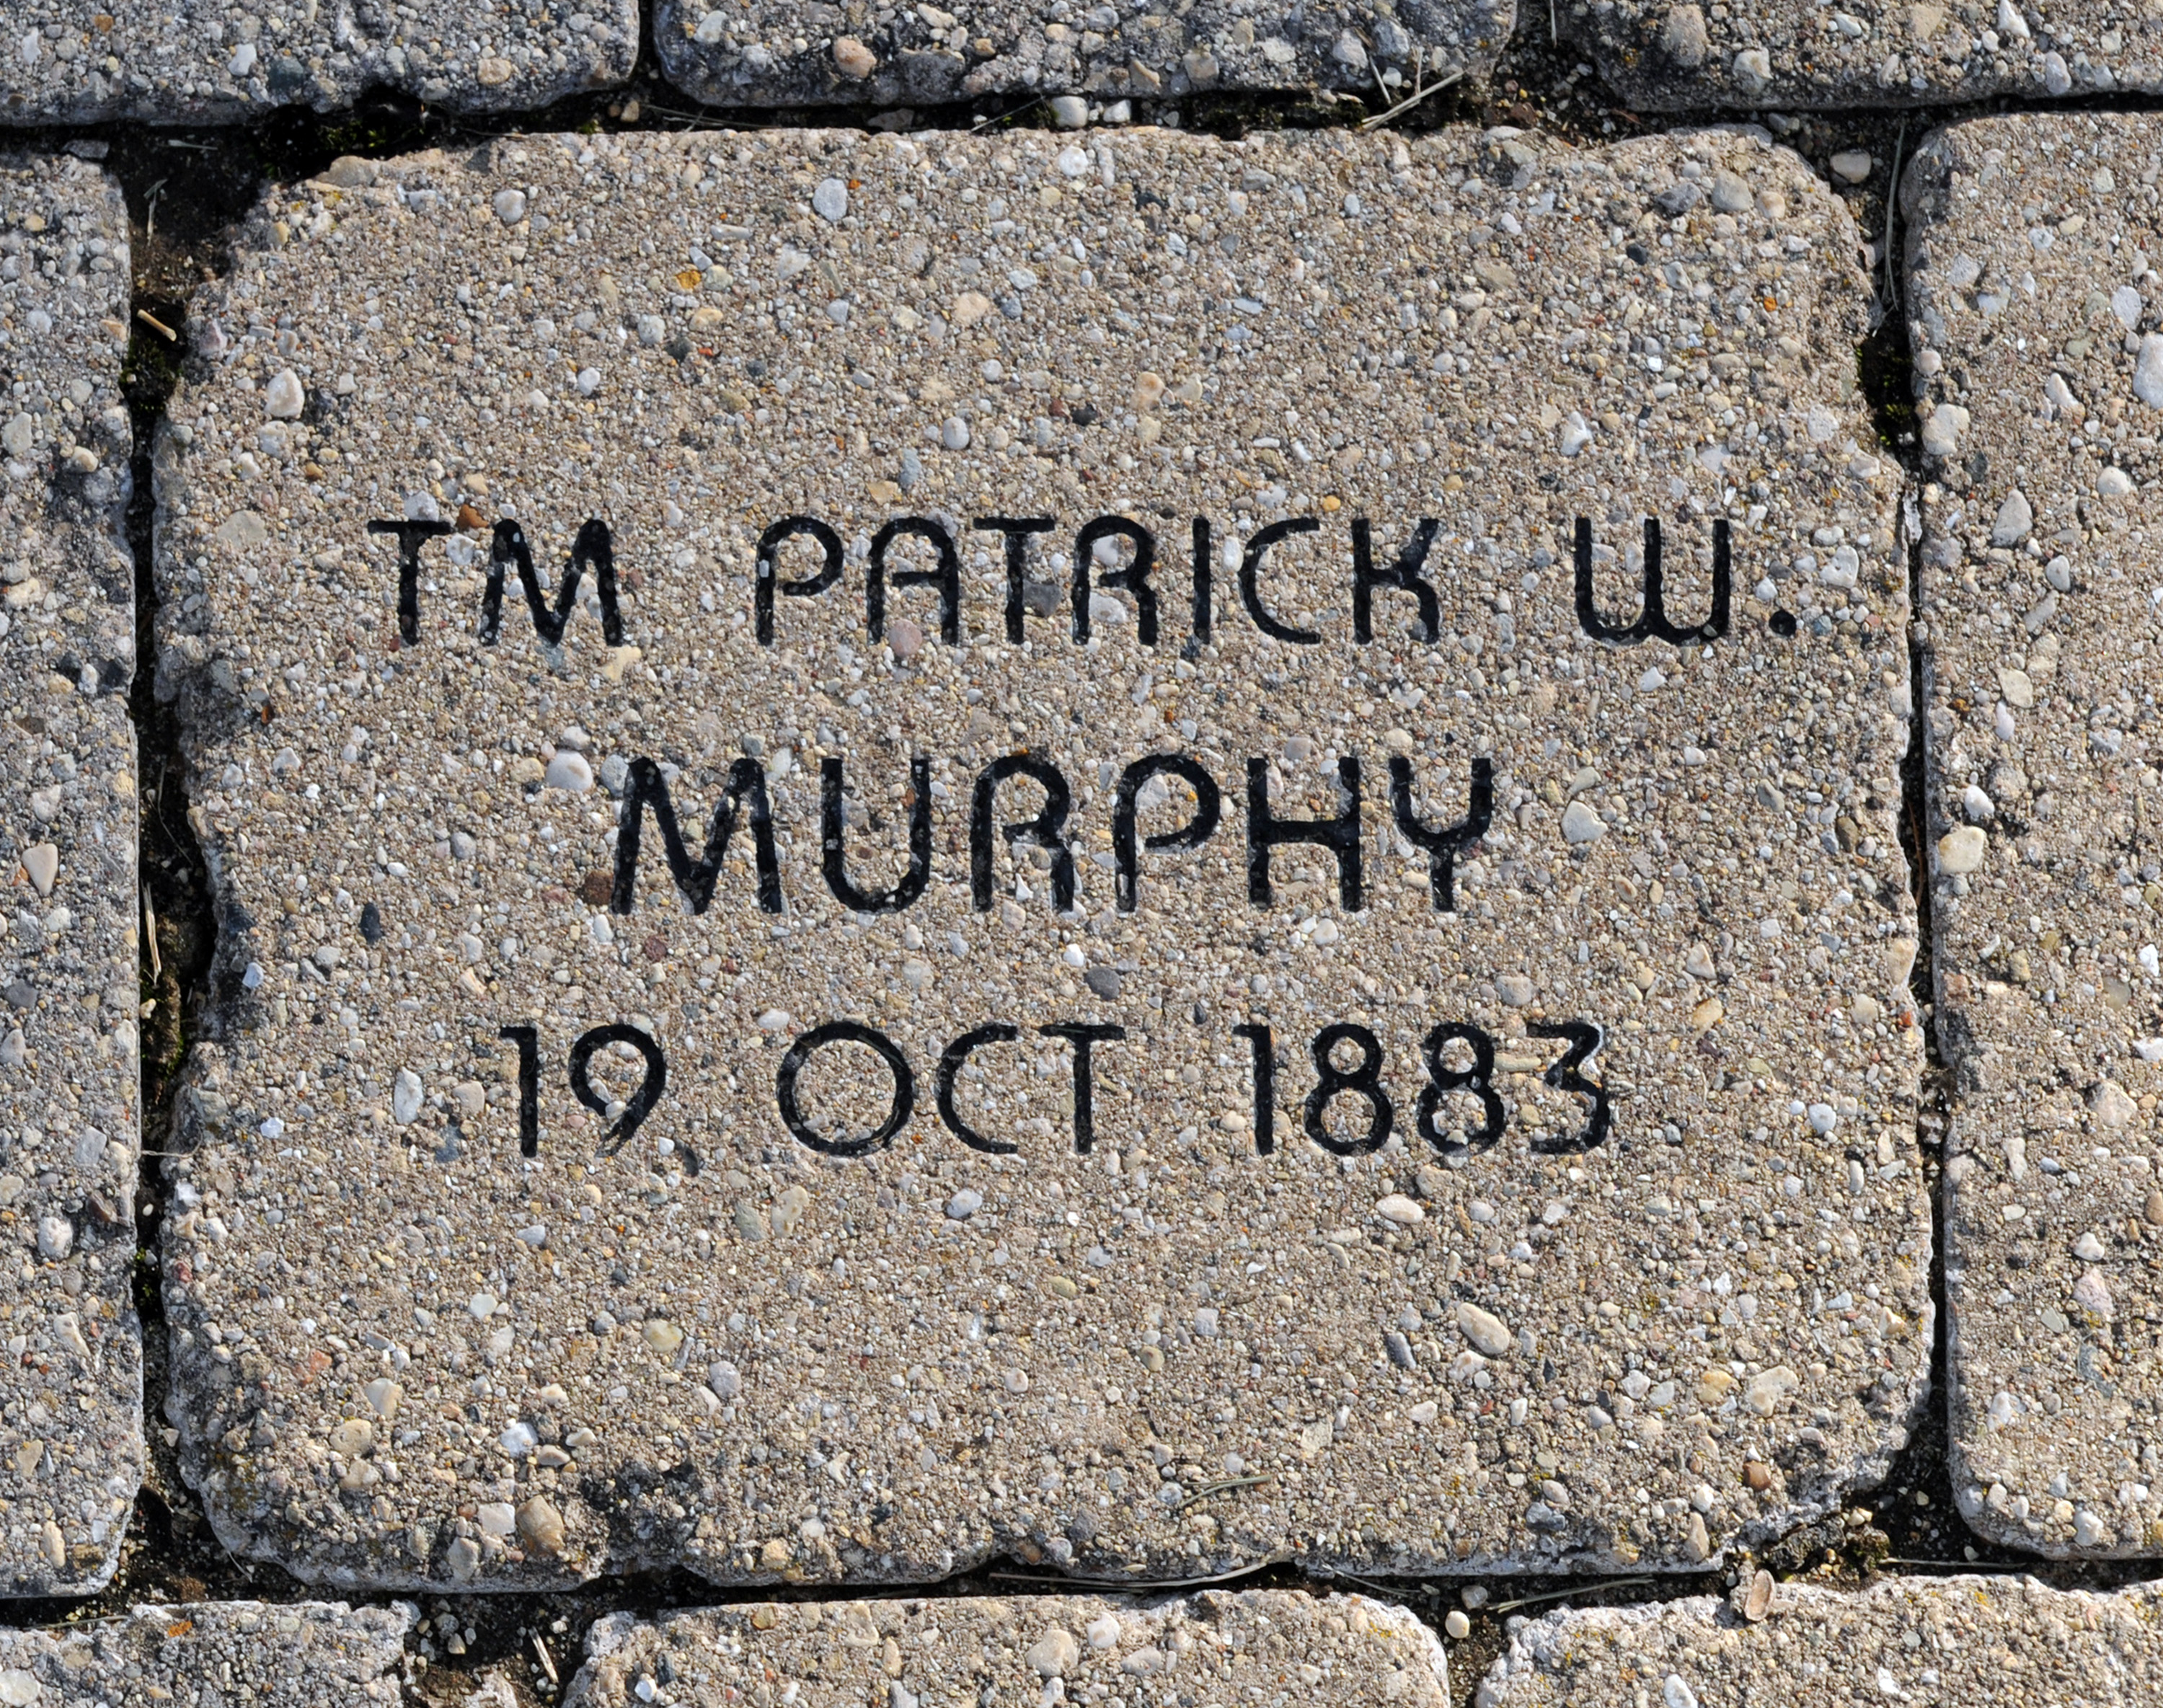 TM PATRICK W.
MURPHY
19 OCT 1883